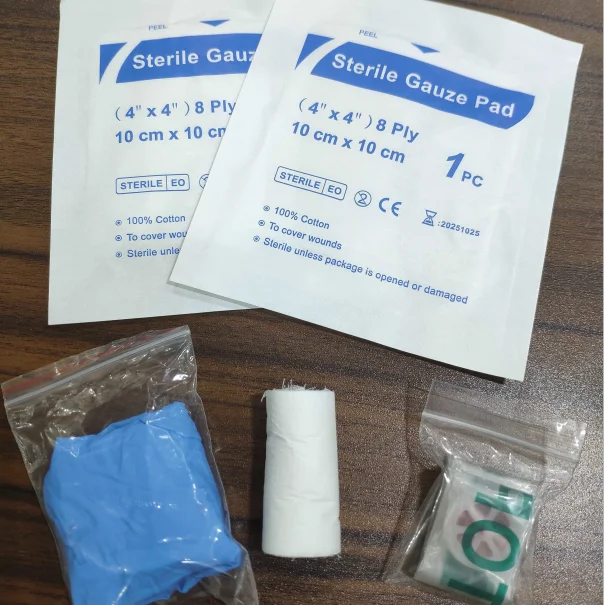 PEEL
Sterile Gauz
(4" x 4") 8 Ply
10 cm x 10 cm
STERILE EO
100% Cotton
To cover wou
Sterile unle
PEEL
Sterile Gauze Pad
(4" x 4") 8 Ply
10 cm x 10 cm
1 PC
STERILE EO
2 CE :20251025
100% Cotton
To cover wounds
Sterile unless package is opened or damaged